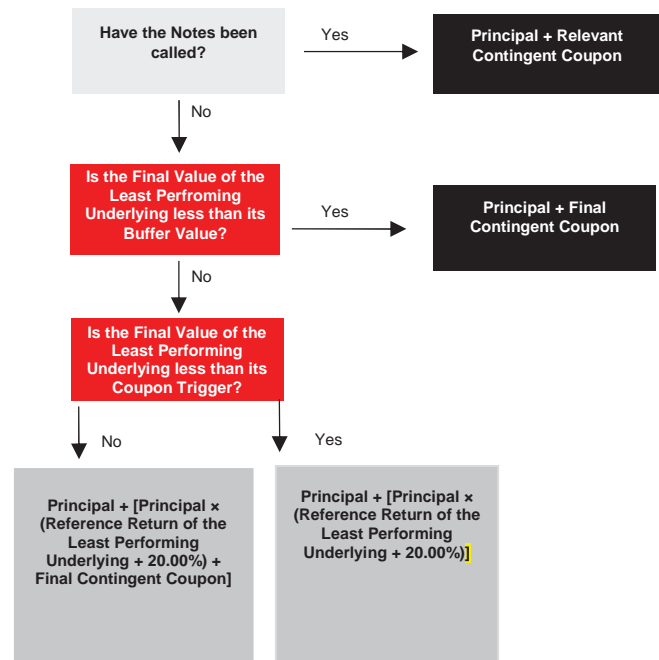 Have the Notes been
called?
Yes
Principal + Relevant
Contingent Coupon
No
Is the Final Value of the
Least Perfroming
Underlying less than its
Buffer Value?
Yes
Principal + Final
Contingent Coupon
No
Is the Final Value of the
Least Performing
Underlying less than its
Coupon Trigger?
No
Yes
Principal + [Principal ×
(Reference Return of the
Least Performing
Underlying + 20.00%) +
Final Contingent Coupon]
Principal + [Principal ×
(Reference Return of the
Least Performing
Underlying + 20.00%)]